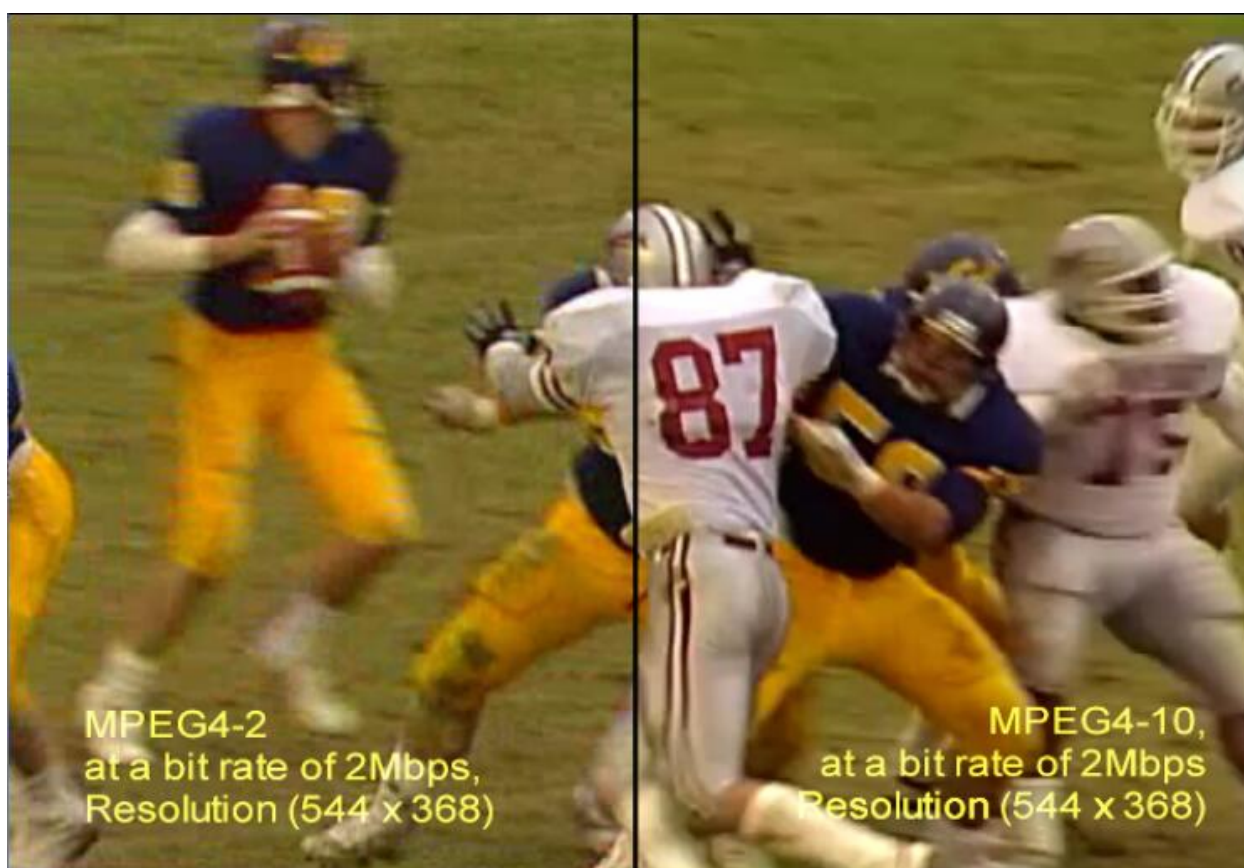 87
MPEG4-2
at a bit rate of 2Mbps,
Resolution (544 x 368)
MPEG4-10,
at a bit rate of 2Mbps
Resolution (544 x 368)